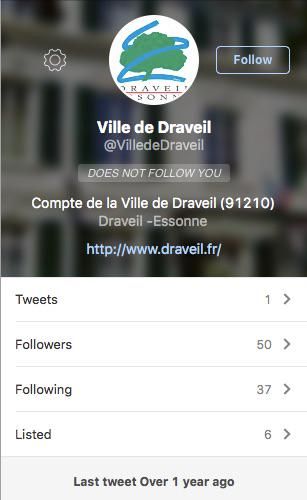 DRAVEIL
ESSONNE
Follow
Ville de Draveil
@VilledeDraveil
DOES NOT FOLLOW YOU
Compte de la Ville de Draveil (91210)
Draveil -Essonne
http://www.draveil.fr/
Tweets 1
Followers 50
Following 37
Listed 6
Last tweet Over 1 year ago